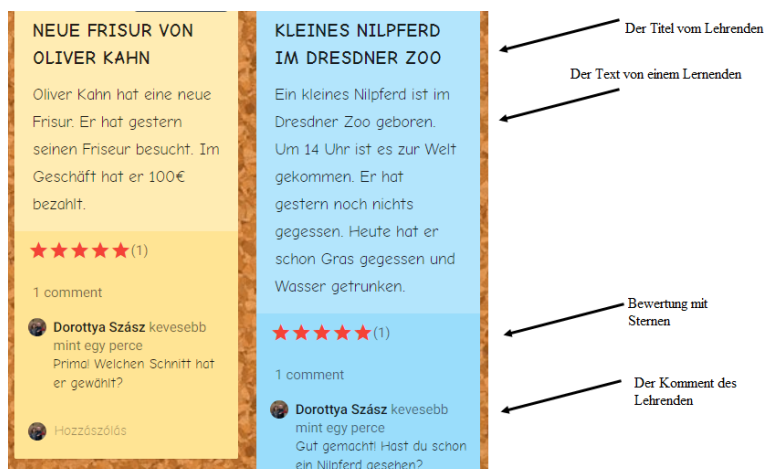 NEUE FRISUR VON
OLIVER KAHN
Oliver Kahn hat eine neue
Frisur. Er hat gestern
seinen Friseur besucht. Im
Geschäft hat er 100€
bezahlt.
(1)
1 comment
Dorottya Szász kevesebb
mint egy perce
Prima! Welchen Schnitt hat
er gewählt?
Hozzászólás
KLEINES NILPFERD
IM DRESDNER ZOO
Ein kleines Nilpferd ist im
Dresdner Zoo geboren.
Um 14 Uhr ist es zur Welt
gekommen. Er hat
gestern noch nichts
gegessen. Heute hat er
schon Gras gegessen und
Wasser getrunken.
(1)
1 comment
Dorottya Szász kevesebb
mint egy perce
Gut gemacht! Hast du schon
ein Nilpferd gesehen?
Der Titel vom Lehrenden
Der Text von einem Lernenden
Bewertung mit
Sternen
Der Komment des
Lehrenden